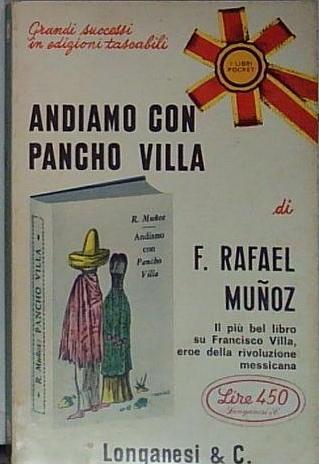 Grandi successi
in edizioni tascabili
I LIBRI
POCKET
ANDIAMO CON
PANCHO VILLA
di
F. RAFAEL
MUÑOZ
R. Muñoz
Andiamo
con
Pancho
Villa
R. Muñoz: PANCHO VILLA
Il più bel libro
su Francisco Villa,
eroe della rivoluzione
messicana
Lire 450
Longanesi & C.
Longanesi & C.